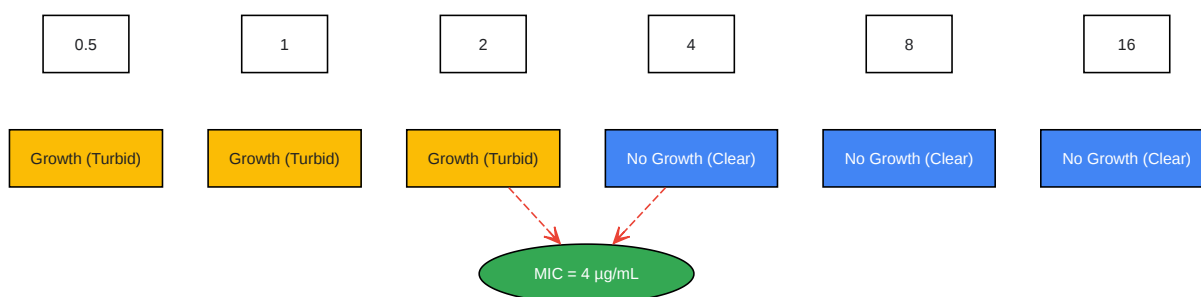 0.5 1 2 4 8 16
Growth (Turbid) Growth (Turbid) Growth (Turbid) No Growth (Clear) No Growth (Clear) No Growth (Clear)
MIC = 4 µg/mL